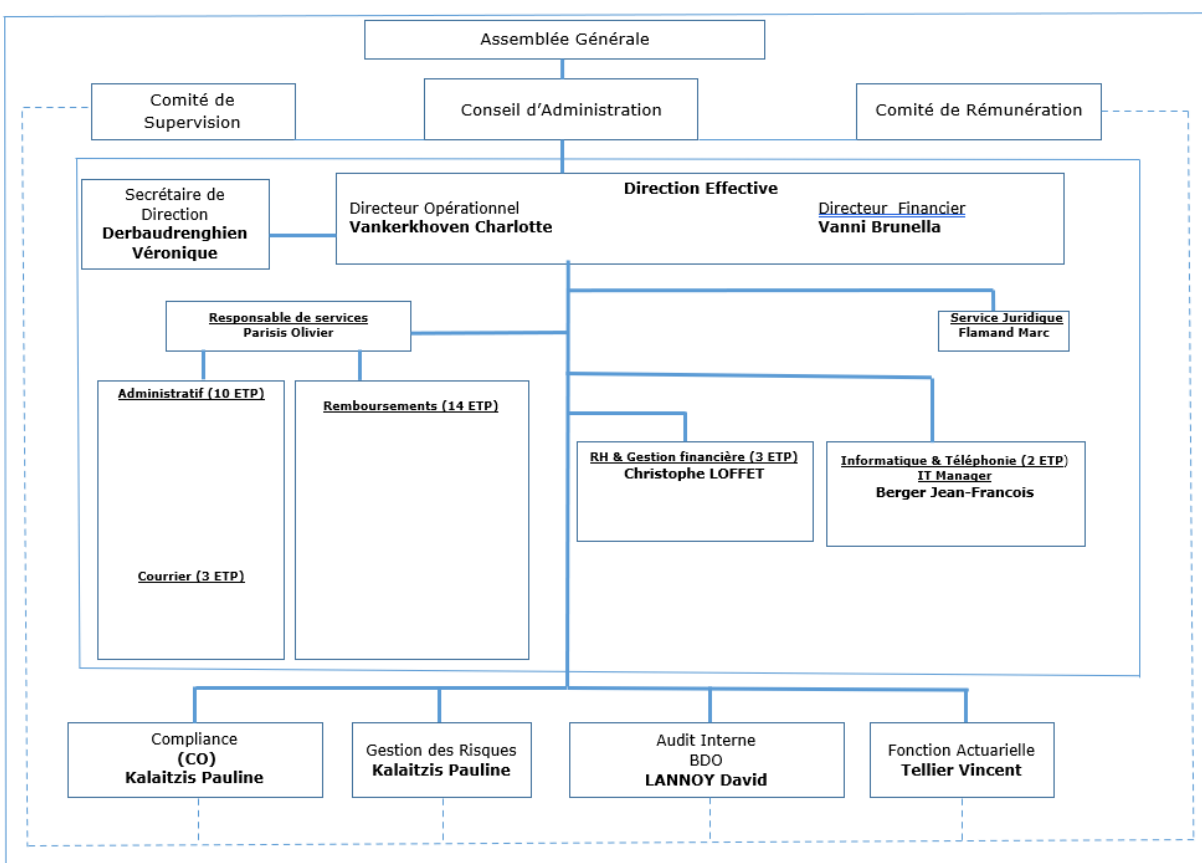 Assemblée Générale
Comité de
Supervision
Conseil d’Administration
Comité de Rémunération
Secrétaire de
Direction
Derbaudrenghien
Véronique
Direction Effective
Directeur Opérationnel
Vankerkhoven Charlotte
Directeur Financier
Vanni Brunella
Responsable de services
Parisis Olivier
Service Juridique
Flamand Marc
Administratif (10 ETP)
Courrier (3 ETP)
Remboursements (14 ETP)
RH & Gestion financière (3 ETP)
Christophe LOFFET
Informatique & Téléphonie (2 ETP)
IT Manager
Berger Jean-Francois
Compliance
(CO)
Kalaitzis Pauline
Gestion des Risques
Kalaitzis Pauline
Audit Interne
BDO
LANNOY David
Fonction Actuarielle
Tellier Vincent